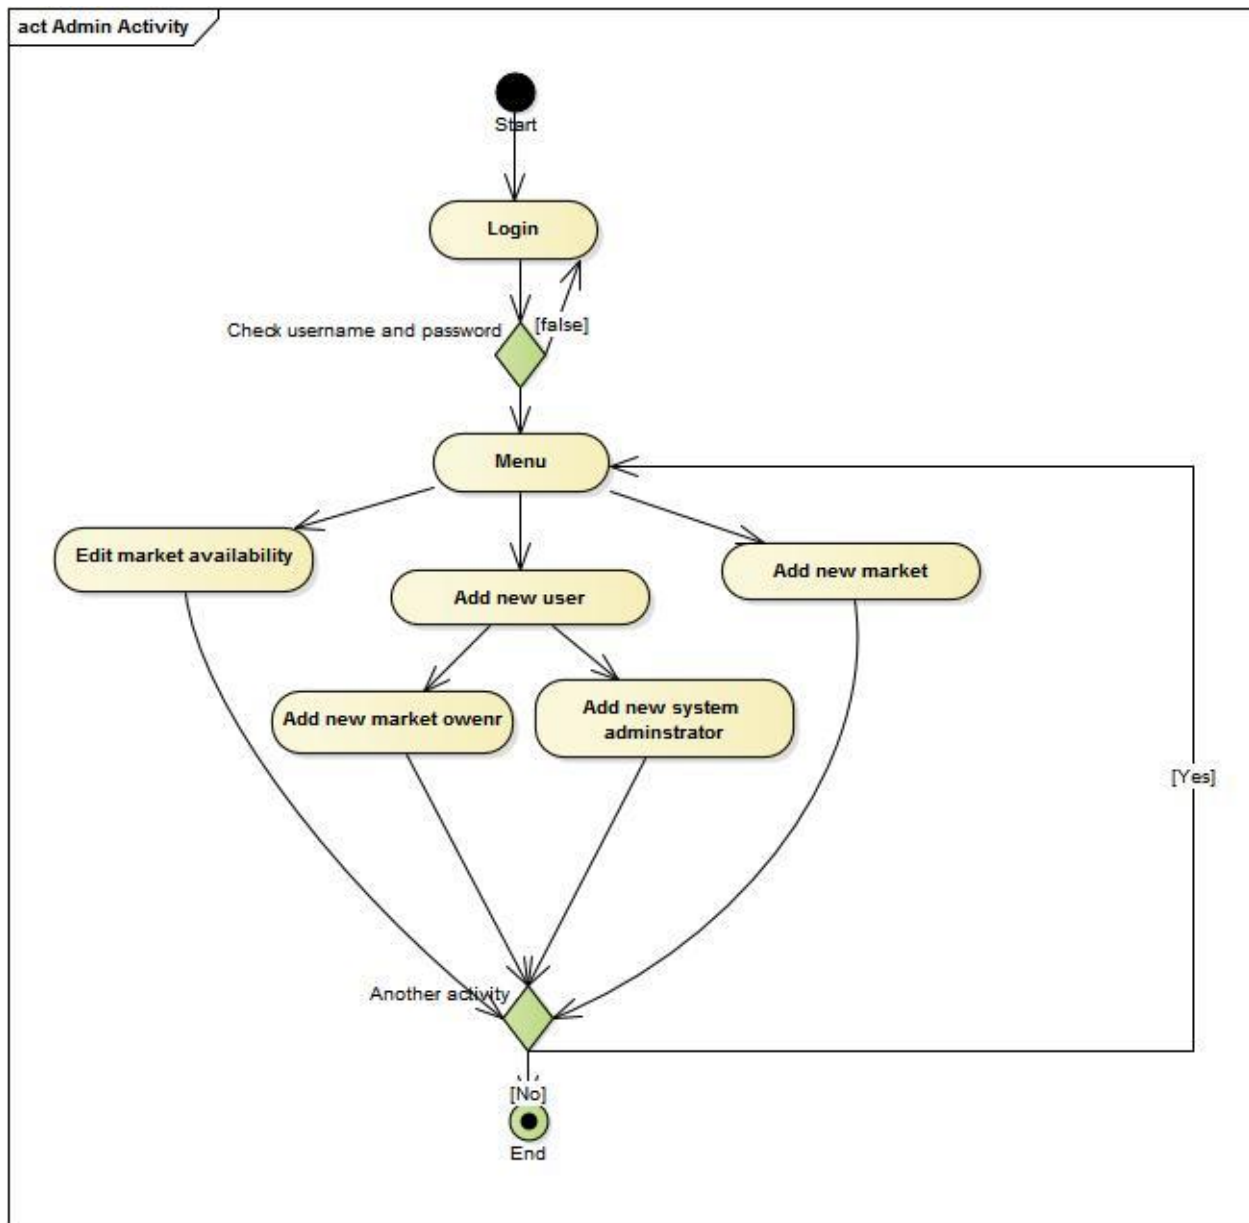 act Admin Activity
Start
Login
Check username and password
[false]
Menu
Edit market availability
Add new user
Add new market
Add new market owenr
Add new system
adminstrator
[Yes]
Another activity
[No]
End